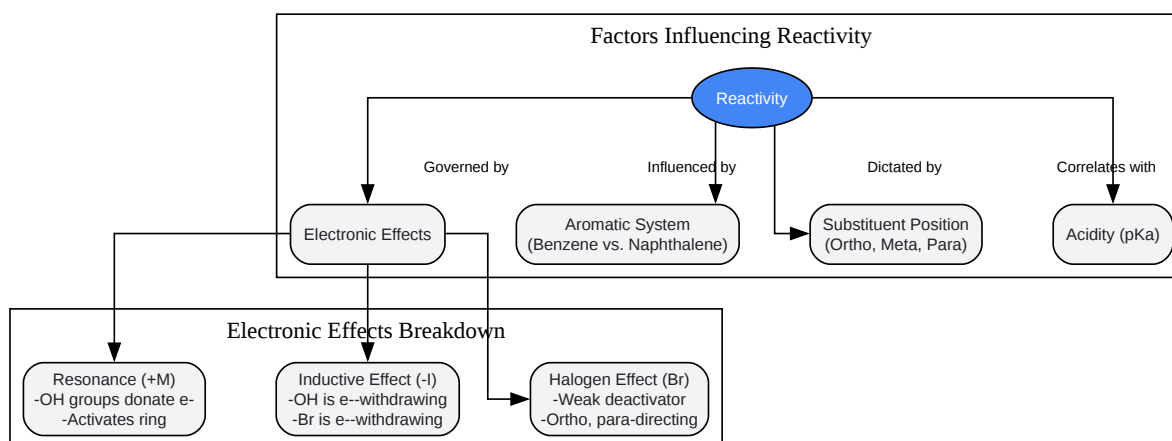 Factors Influencing Reactivity
Reactivity
Governed by
Influenced by
Dictated by
Correlates with
Electronic Effects
Aromatic System
(Benzene vs. Naphthalene)
Substituent Position
(Ortho, Meta, Para)
Acidity (pKa)
Electronic Effects Breakdown
Resonance (+M)
-OH groups donate e-
-Activates ring
Inductive Effect (-I)
-OH is e--withdrawing
-Br is e--withdrawing
Halogen Effect (Br)
-Weak deactivator
-Ortho, para-directing